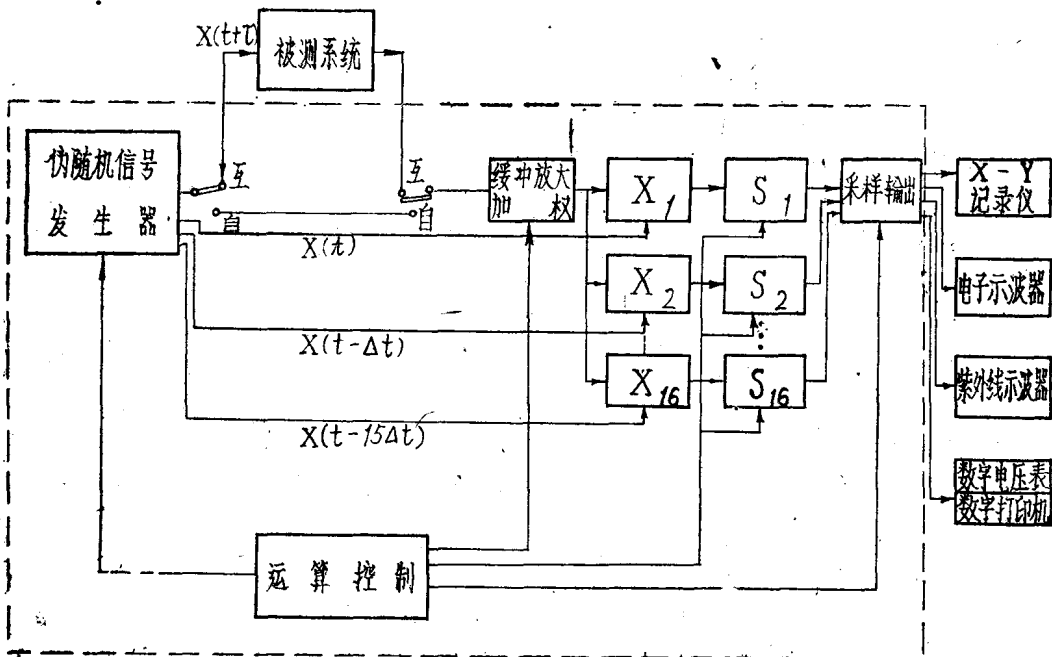 X(t+τ)
被测系统
伪随机信号
发生器
互
自
互
自
缓冲放大
加权
X1
S1
采样输出
X-Y
记录仪
X(t)
X2
S2
电子示波器
X(t-Δt)
X16
S16
紫外线示波器
X(t-15Δt)
数字电压表
数字打印机
运算控制